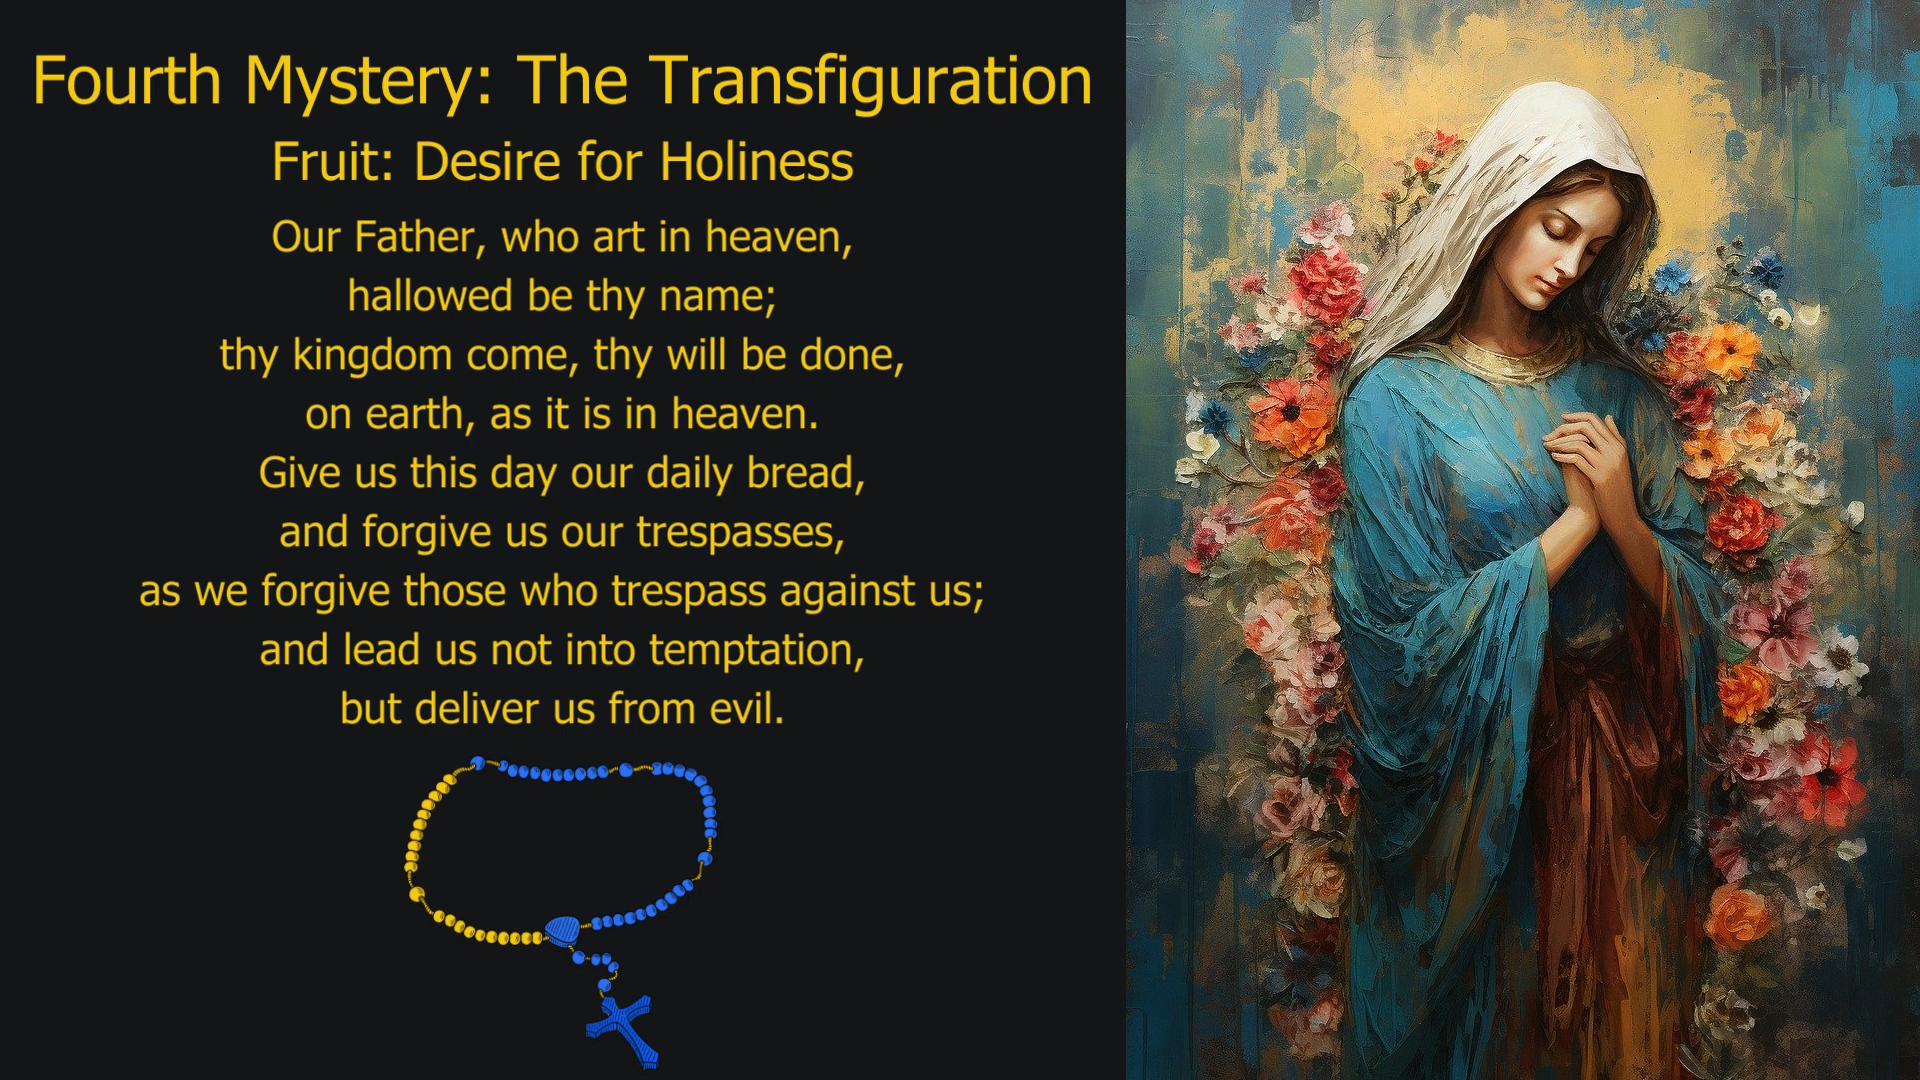 Fourth Mystery: The Transfiguration
Fruit: Desire for Holiness
Our Father, who art in heaven,
hallowed be thy name;
thy kingdom come, thy will be done,
on earth, as it is in heaven.
Give us this day our daily bread,
and forgive us our trespasses,
as we forgive those who trespass against us;
and lead us not into temptation,
but deliver us from evil.